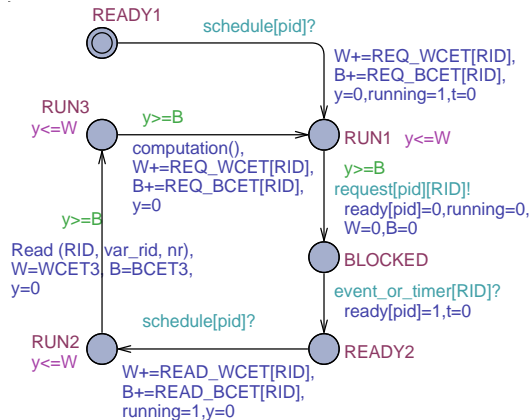 READY1
schedule[pid]?
W+=REQ_WCET[RID],
B+=REQ_BCET[RID],
y=0,running=1,t=0
RUN3
y<=W
y>=B
computation(),
W+=REQ_WCET[RID],
B+=REQ_BCET[RID],
y=0
RUN1 y<=W
y>=B
request[pid][RID]!
ready[pid]=0,running=0,
W=0,B=0
y>=B
Read (RID, var_rid, nr),
W=WCET3, B=BCET3,
y=0
BLOCKED
event_or_timer[RID]?
ready[pid]=1,t=0
schedule[pid]?
RUN2
y<=W
READY2
W+=READ_WCET[RID],
B+=READ_BCET[RID],
running=1,y=0